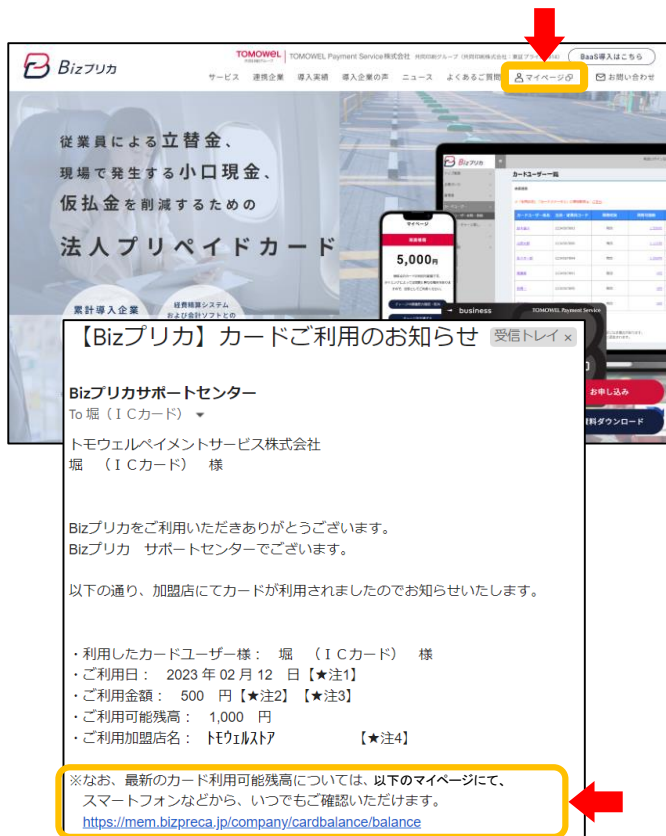 Bizプリカ
TOMOWEL
TOMOWEL Payment Service株式会社 共同印刷グループ
BaaS導入はこちら
サービス 連携企業 導入実績 導入企業の声 ニュース よくあるご質問 マイページ お問い合わせ
従業員による立替金、
現場で発生する小口現金、
仮払金を削減するための
法人プリペイドカード
累計導入企業
経費精算システム
および会計ソフトとの
Bizプリカ
カードユーザー一覧
マイページ
5,000円
business
TOMOWEL Payment Service
お申し込み
料ダウンロード
【Bizプリカ】カードご利用のお知らせ 受信トレイ ×
Bizプリカサポートセンター
To 堀（ＩＣカード）
トモウェルペイメントサービス株式会社
堀　（ＩＣカード）　様
Bizプリカをご利用いただきありがとうございます。
Bizプリカ　サポートセンターでございます。
以下の通り、加盟店にてカードが利用されましたのでお知らせいたします。
・利用したカードユーザー様：　堀　（ＩＣカード）　様
・ご利用日：　2023 年 02 月 12　日【★注1】
・ご利用金額：　500　円【★注2】【★注3】
・ご利用可能残高：　1,000　円
・ご利用加盟店名：　ﾄﾓｳｪﾙｽﾄｱ　【★注4】
※なお、最新のカード利用可能残高については、以下のマイページにて、
スマートフォンなどから、いつでもご確認いただけます。
https://mem.bizpreca.jp/company/cardbalance/balance